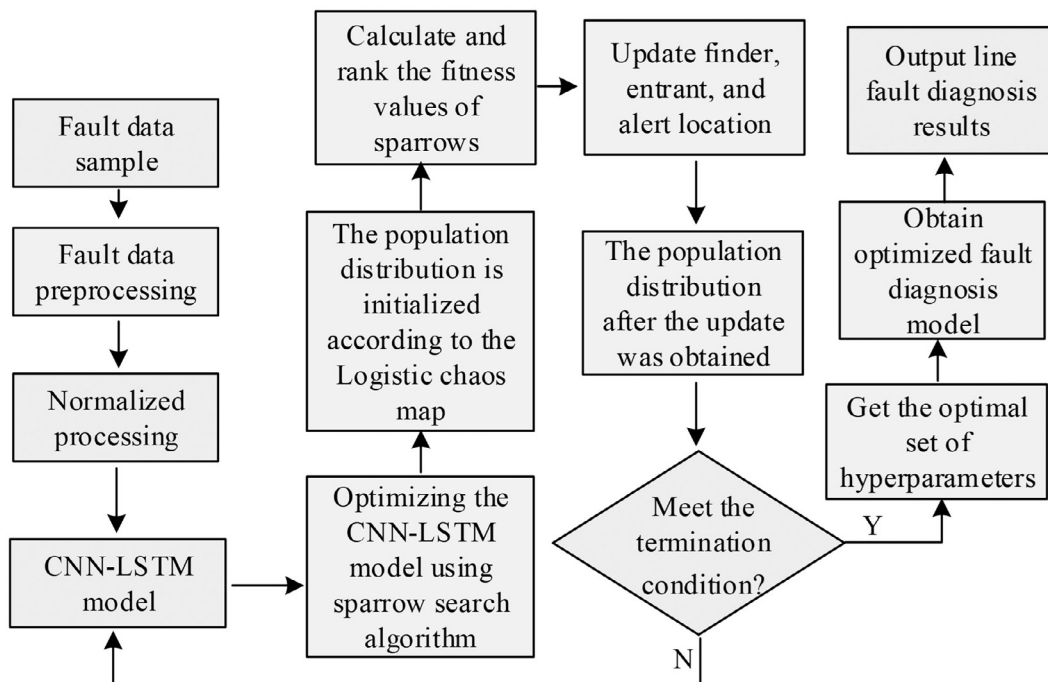 Fault data
sample
Fault data
preprocessing
Normalized
processing
CNN-LSTM
model
Optimizing the
CNN-LSTM
model using
sparrow search
algorithm
The population
distribution is
initialized
according to the
Logistic chaos
map
Calculate and
rank the fitness
values of
sparrows
Update finder,
entrant, and
alert location
The population
distribution
after the update
was obtained
Meet the
termination
condition?
N
Y
Get the optimal
set of
hyperparameters
Obtain
optimized fault
diagnosis
model
Output line
fault diagnosis
results